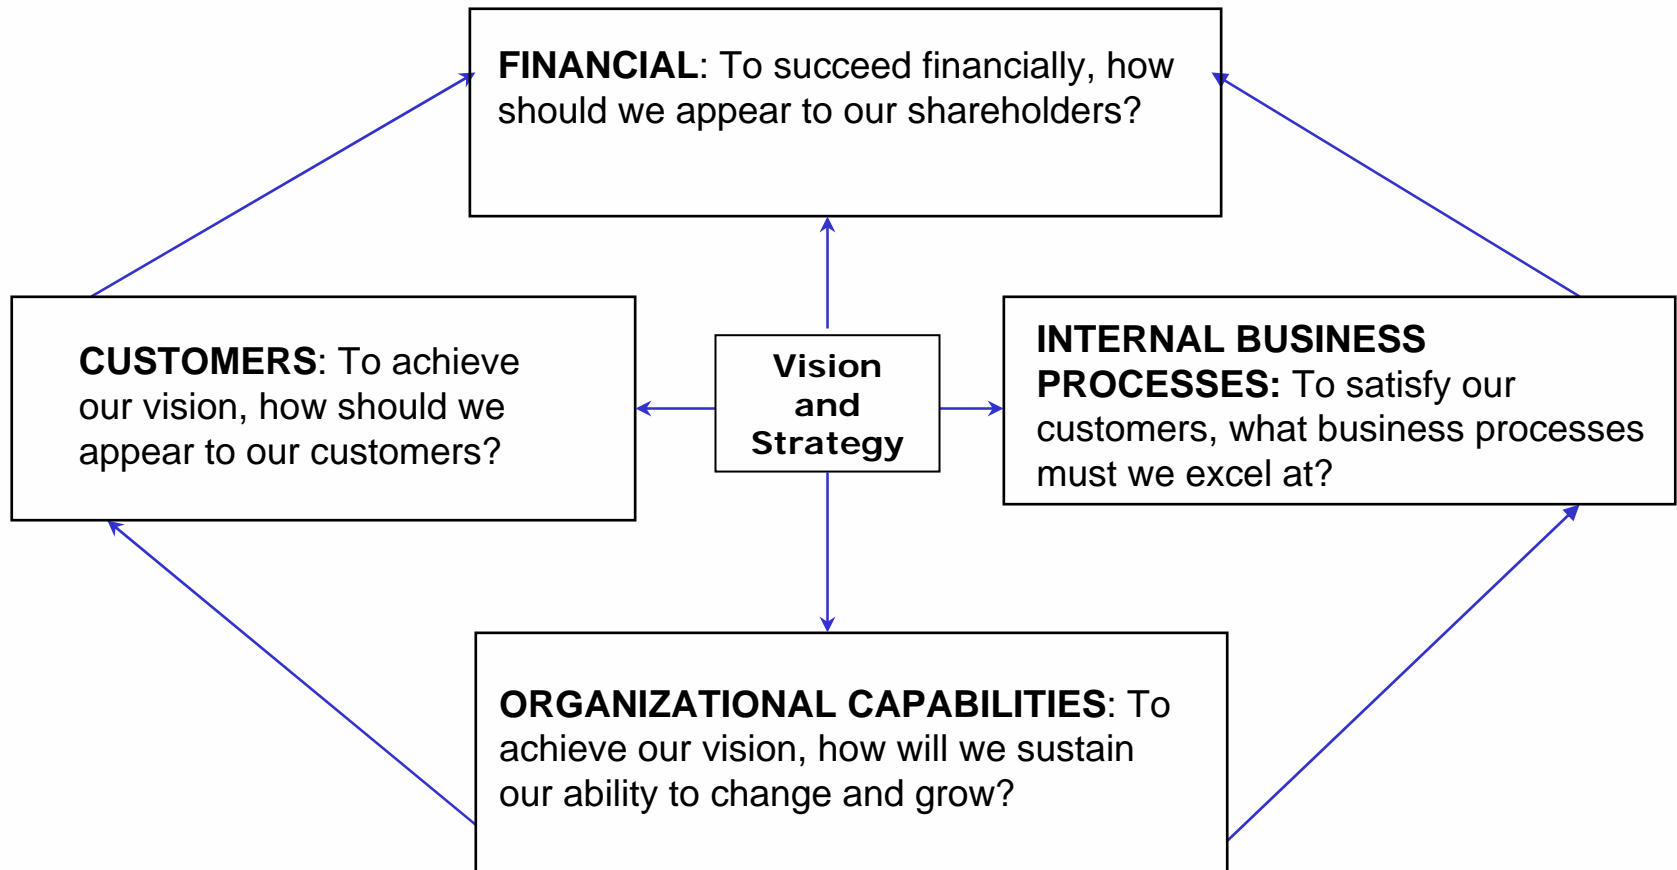 FINANCIAL: To succeed financially, how
should we appear to our shareholders?
CUSTOMERS: To achieve
our vision, how should we
appear to our customers?
Vision
and
Strategy
INTERNAL BUSINESS
PROCESSES: To satisfy our
customers, what business processes
must we excel at?
ORGANIZATIONAL CAPABILITIES: To
achieve our vision, how will we sustain
our ability to change and grow?